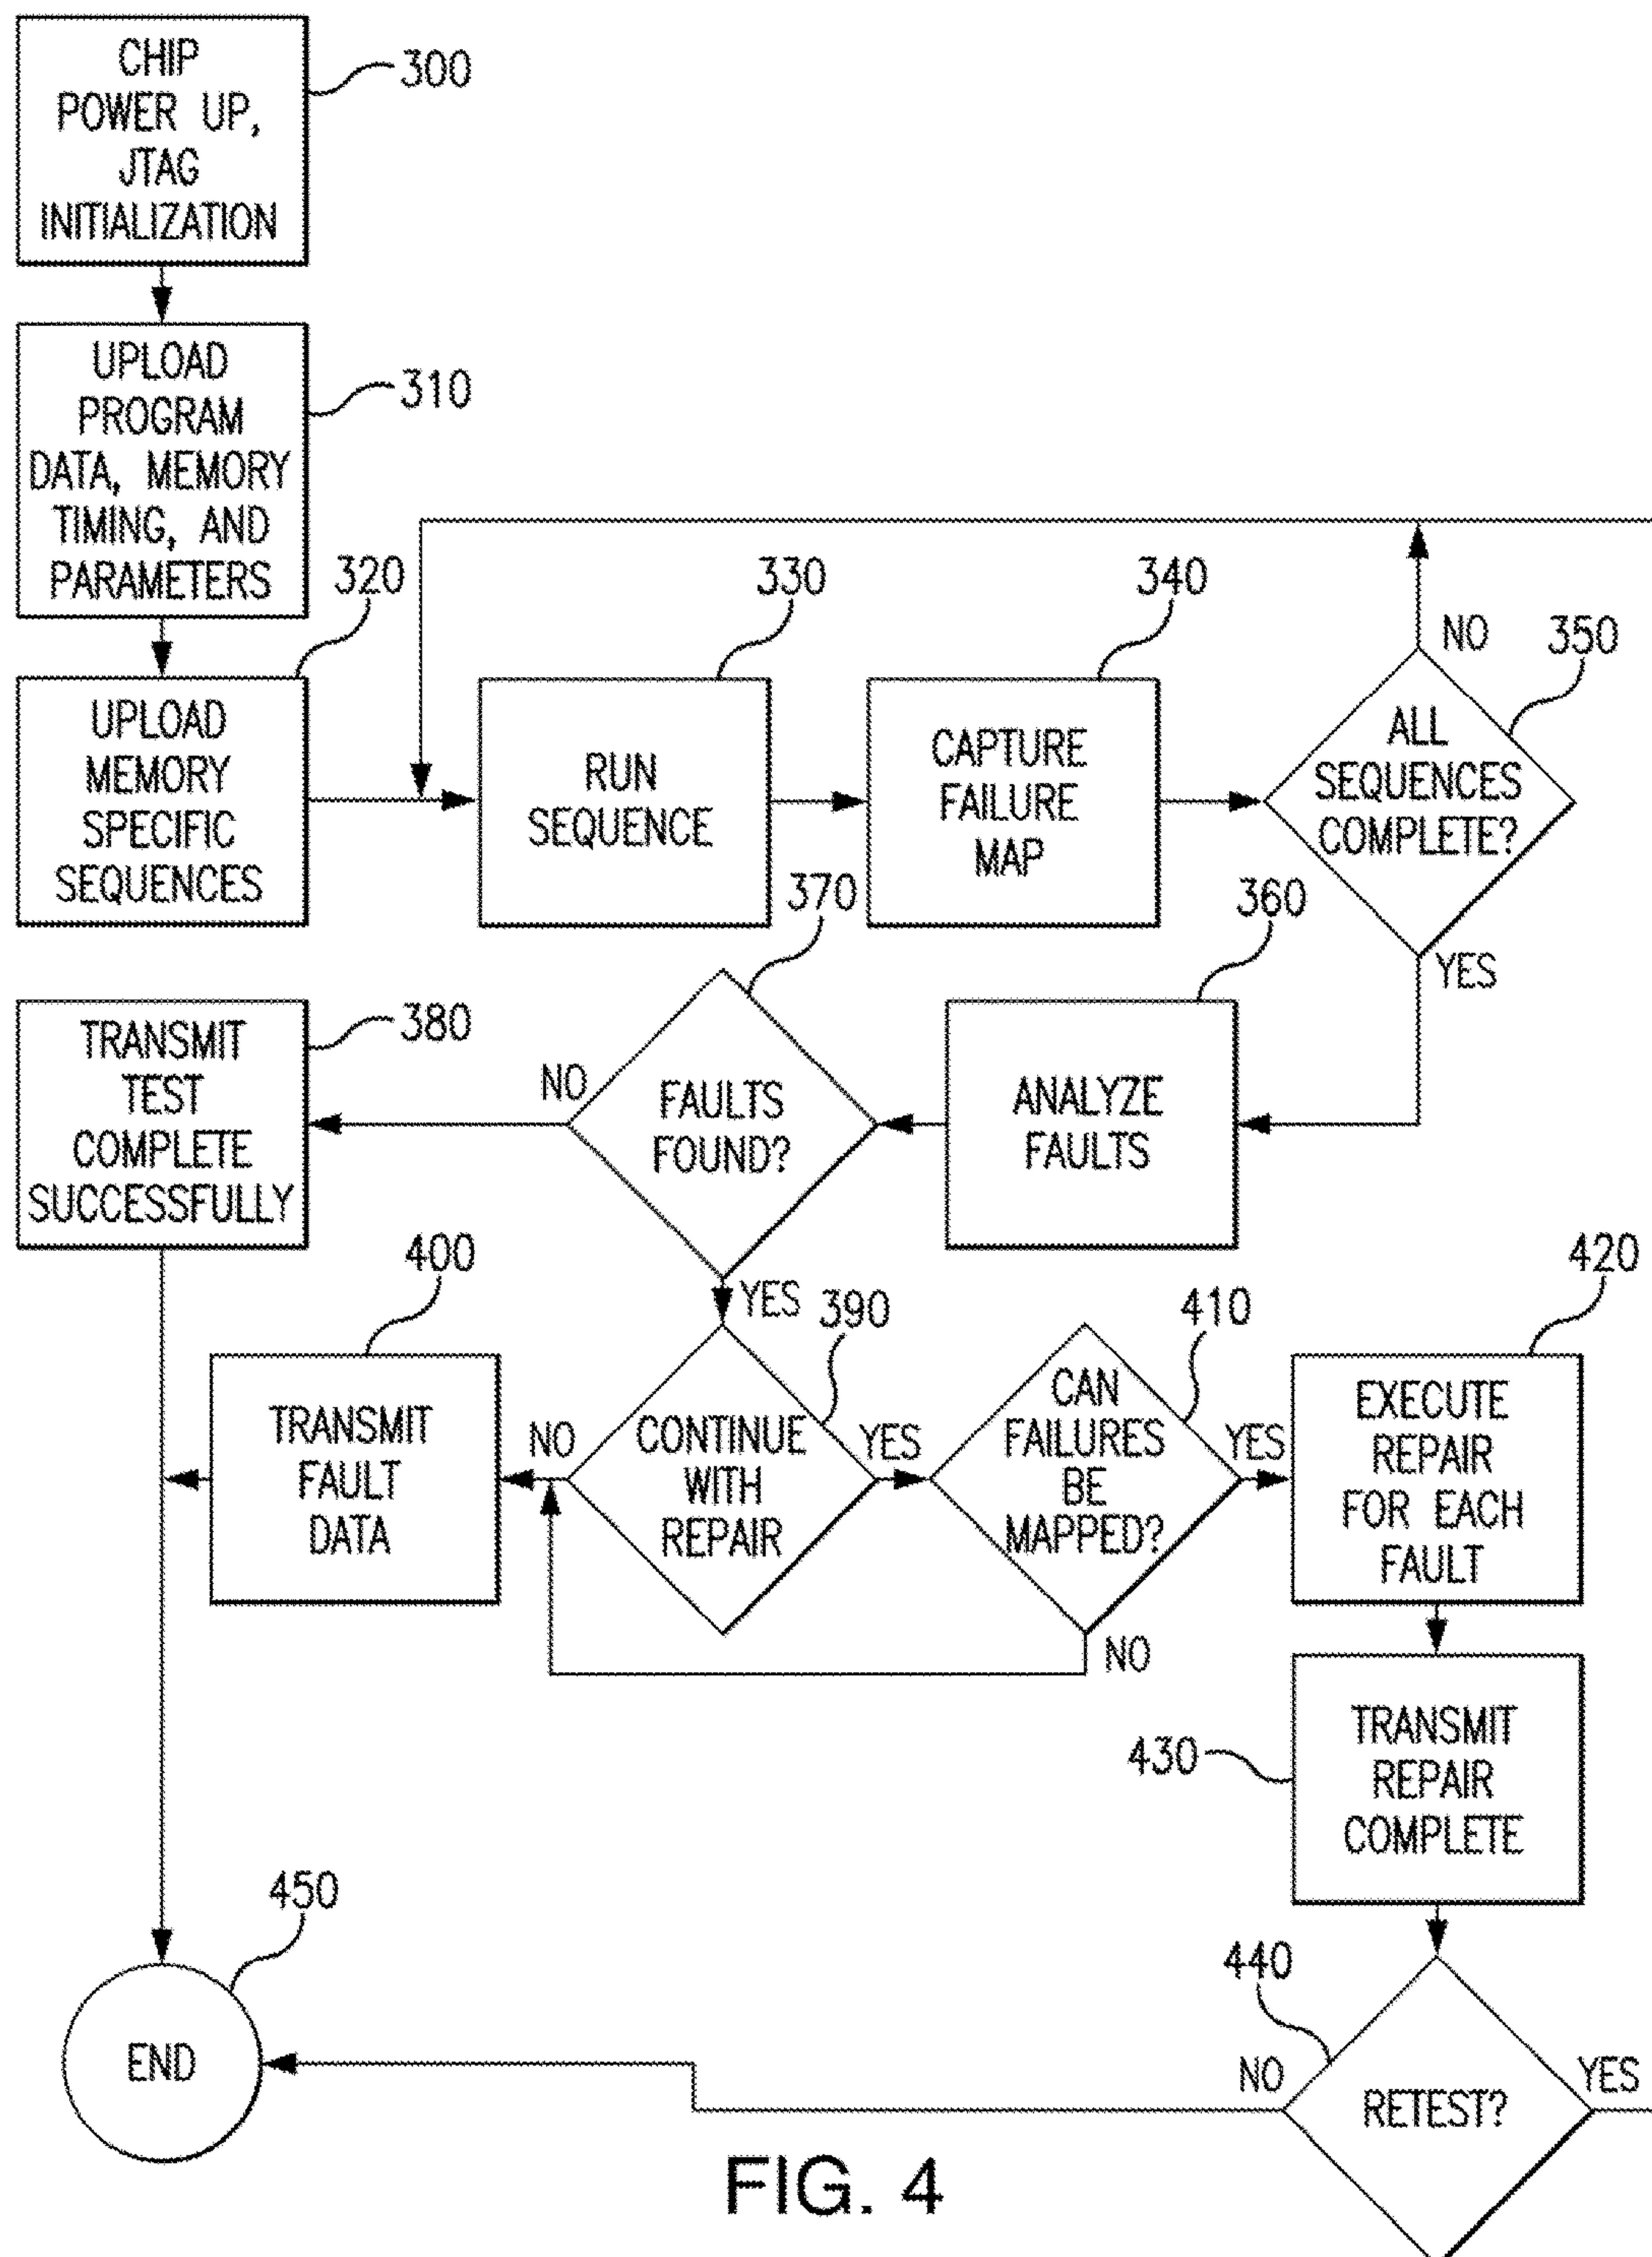 CHIP
POWER UP,
JTAG
INITIALIZATION
300
UPLOAD
PROGRAM
DATA, MEMORY
TIMING, AND
PARAMETERS
310
UPLOAD
MEMORY
SPECIFIC
SEQUENCES
320
RUN
SEQUENCE
330
CAPTURE
FAILURE
MAP
340
ALL
SEQUENCES
COMPLETE?
350
NO
YES
ANALYZE
FAULTS
360
FAULTS
FOUND?
370
NO
YES
TRANSMIT
TEST
COMPLETE
SUCCESSFULLY
380
CONTINUE
WITH
REPAIR
390
NO
YES
TRANSMIT
FAULT
DATA
400
CAN
FAILURES
BE
MAPPED?
410
YES
NO
EXECUTE
REPAIR
FOR EACH
FAULT
420
TRANSMIT
REPAIR
COMPLETE
430
RETEST?
440
NO
YES
END
450
FIG. 4